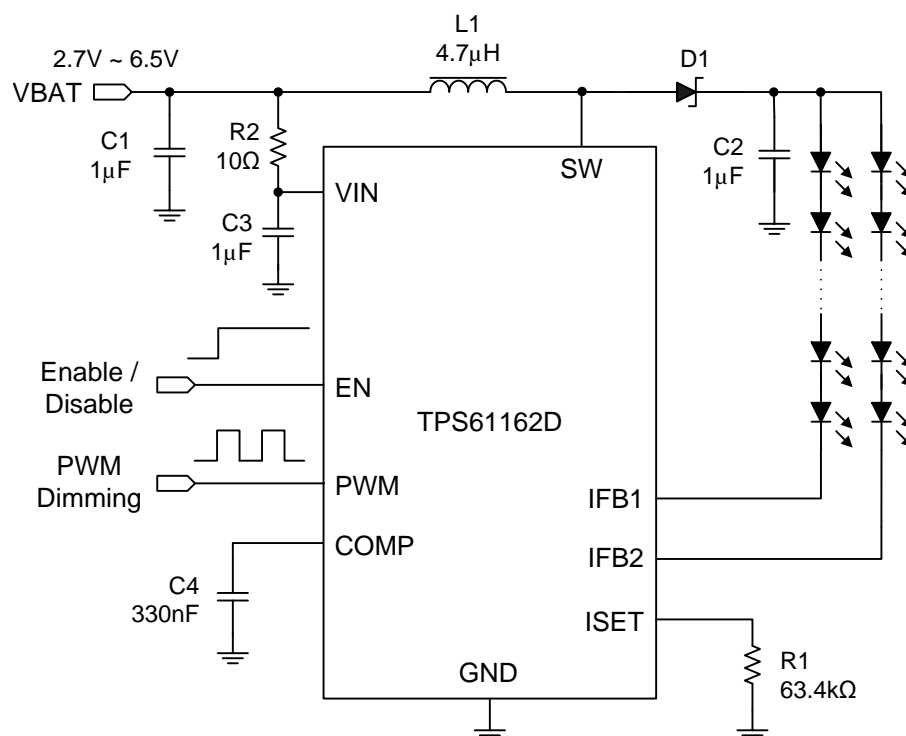 L1
4.7μH
2.7V ~ 6.5V
VBAT
D1
C1
1μF
R2
10Ω
C2
1μF
SW
VIN
C3
1μF
Enable /
Disable
EN
TPS61162D
PWM
Dimming
PWM
IFB1
COMP
IFB2
C4
330nF
ISET
GND
R1
63.4kΩ